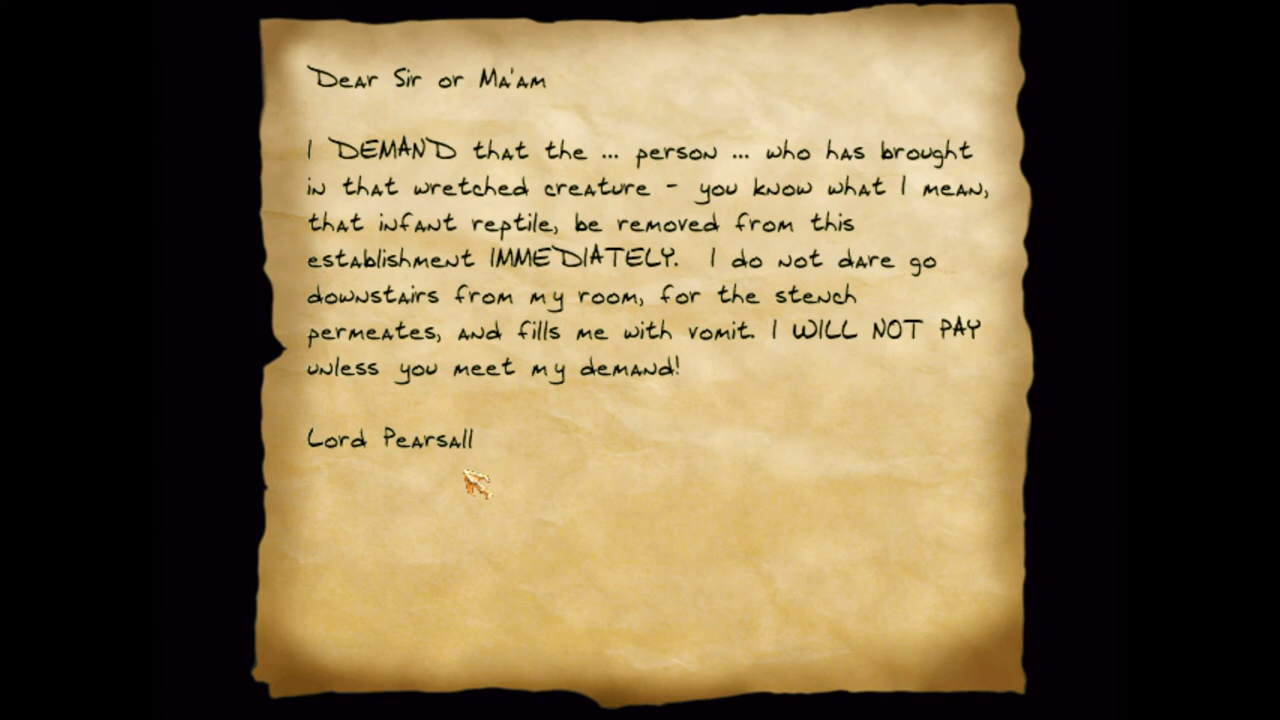 Dear Sir or Ma'am
I DEMAND that the ... person ... who has brought
in that wretched creature - you know what I mean,
that infant reptile, be removed from this
establishment IMMEDIATELY. I do not dare go
downstairs from my room, for the stench
permeates, and fills me with vomit. I WILL NOT PAY
unless you meet my demand!
Lord Pearsall